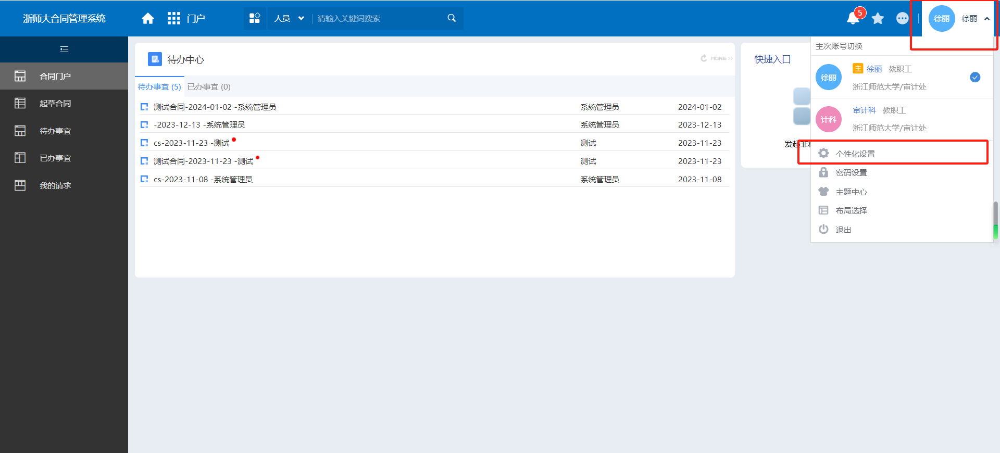 浙师大合同管理系统
门户
人员
请输入关键词搜索
5
徐丽
徐丽
合同门户
起草合同
待办事宜
已办事宜
我的请求
待办中心
MORE >>
待办事宜 (5)
已办事宜 (0)
测试合同-2024-01-02 -系统管理员 系统管理员 2024-01-02
-2023-12-13 -系统管理员 系统管理员 2023-12-13
cs-2023-11-23 -测试 测试 2023-11-23
测试合同-2023-11-23 -测试 测试 2023-11-23
cs-2023-11-08 -系统管理员 系统管理员 2023-11-08
快捷入口
发起非
主次账号切换
徐丽
主 徐丽 教职工
浙江师范大学/审计处
计科
审计科 教职工
浙江师范大学/审计处
个性化设置
密码设置
主题中心
布局选择
退出